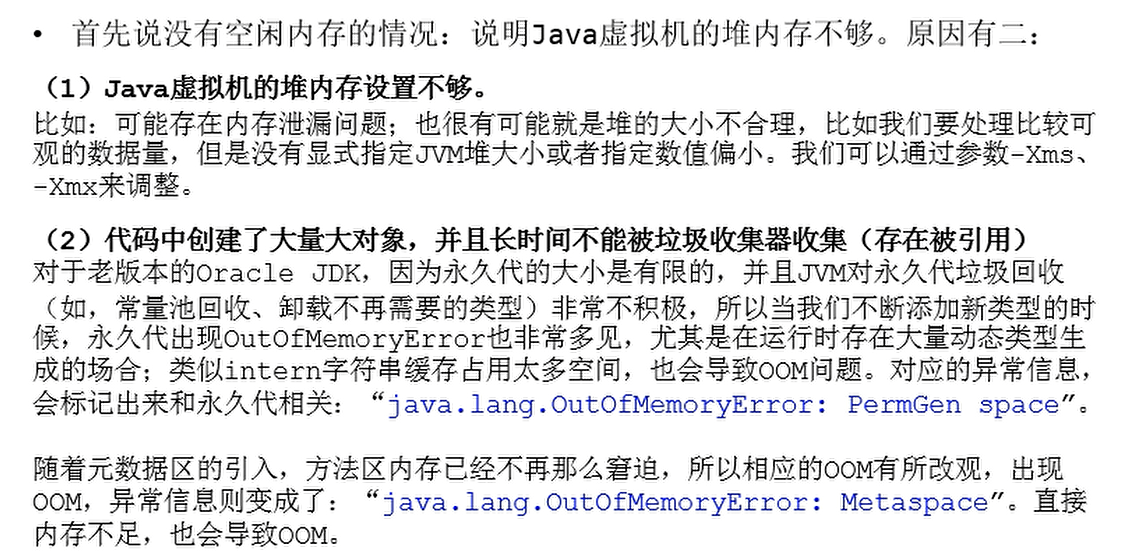 • 首先说没有空闲内存的情况：说明Java虚拟机的堆内存不够。原因有二：
（1）Java虚拟机的堆内存设置不够。
比如：可能存在内存泄漏问题；也很有可能就是堆的大小不合理，比如我们要处理比较可
观的数据量，但是没有显式指定JVM堆大小或者指定数值偏小。我们可以通过参数-Xms、
-Xmx来调整。
（2）代码中创建了大量大对象，并且长时间不能被垃圾收集器收集（存在被引用）
对于老版本的Oracle JDK，因为永久代的大小是有限的，并且JVM对永久代垃圾回收
（如，常量池回收、卸载不再需要的类型）非常不积极，所以当我们不断添加新类型的时
候，永久代出现OutOfMemoryError也非常多见，尤其是在运行时存在大量动态类型生
成的场合；类似intern字符串缓存占用太多空间，也会导致OOM问题。对应的异常信息，
会标记出来和永久代相关：“java.lang.OutOfMemoryError: PermGen space”。
随着元数据区的引入，方法区内存已经不再那么窘迫，所以相应的OOM有所改观，出现
OOM，异常信息则变成了：“java.lang.OutOfMemoryError: Metaspace”。直接
内存不足，也会导致OOM。